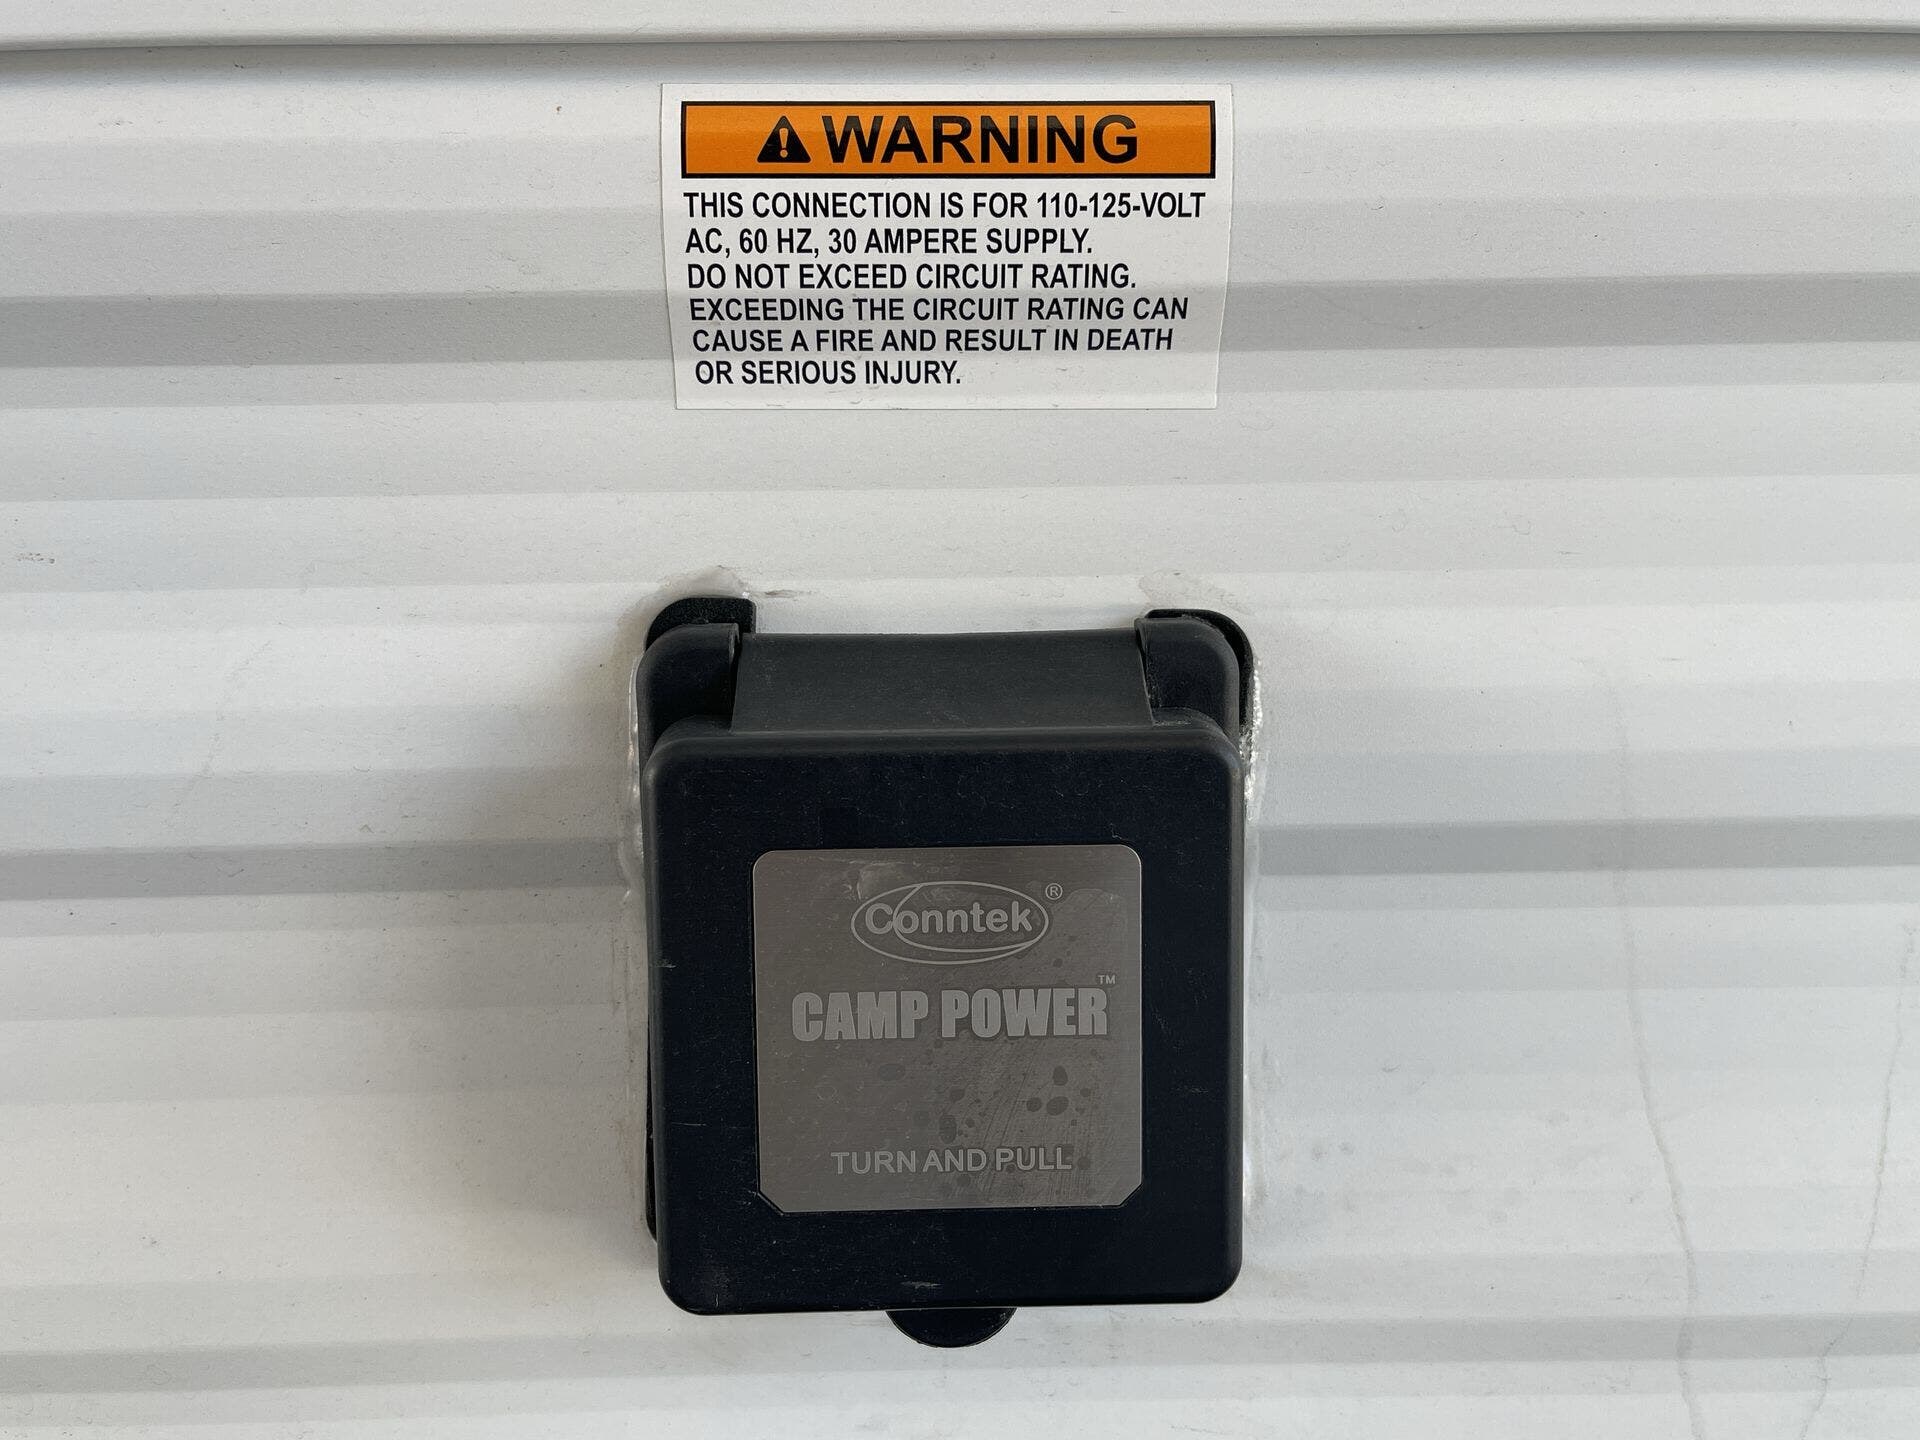 WARNING
THIS CONNECTION IS FOR 110-125-VOLT
AC, 60 HZ, 30 AMPERE SUPPLY.
DO NOT EXCEED CIRCUIT RATING.
EXCEEDING THE CIRCUIT RATING CAN
CAUSE A FIRE AND RESULT IN DEATH
OR SERIOUS INJURY.
Conntek®
CAMP POWER™
TURN AND PULL